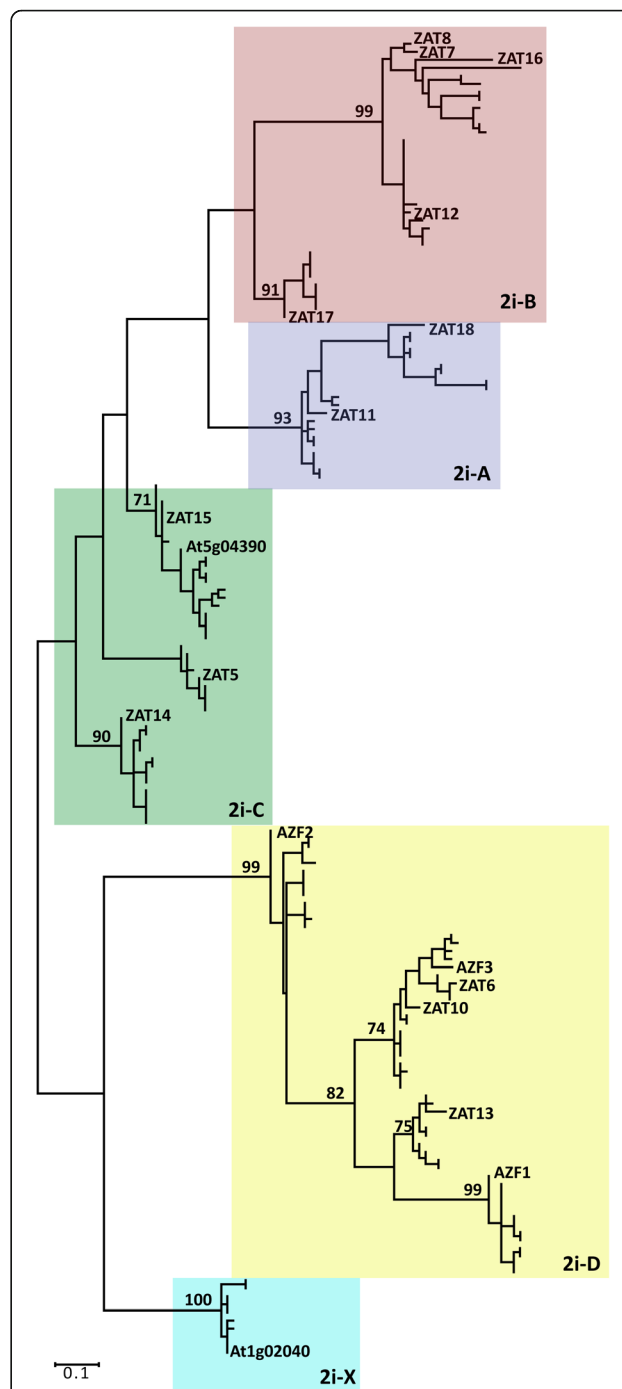 ZAT8
ZAT7
ZAT16
99
ZAT12
91
ZAT17
2i-B
ZAT18
ZAT11
93
2i-A
71
ZAT15
At5g04390
ZAT5
ZAT14
90
2i-C
AZF2
99
AZF3
ZAT6
ZAT10
74
82
ZAT13
75
AZF1
99
2i-D
100
At1g02040
2i-X
0.1